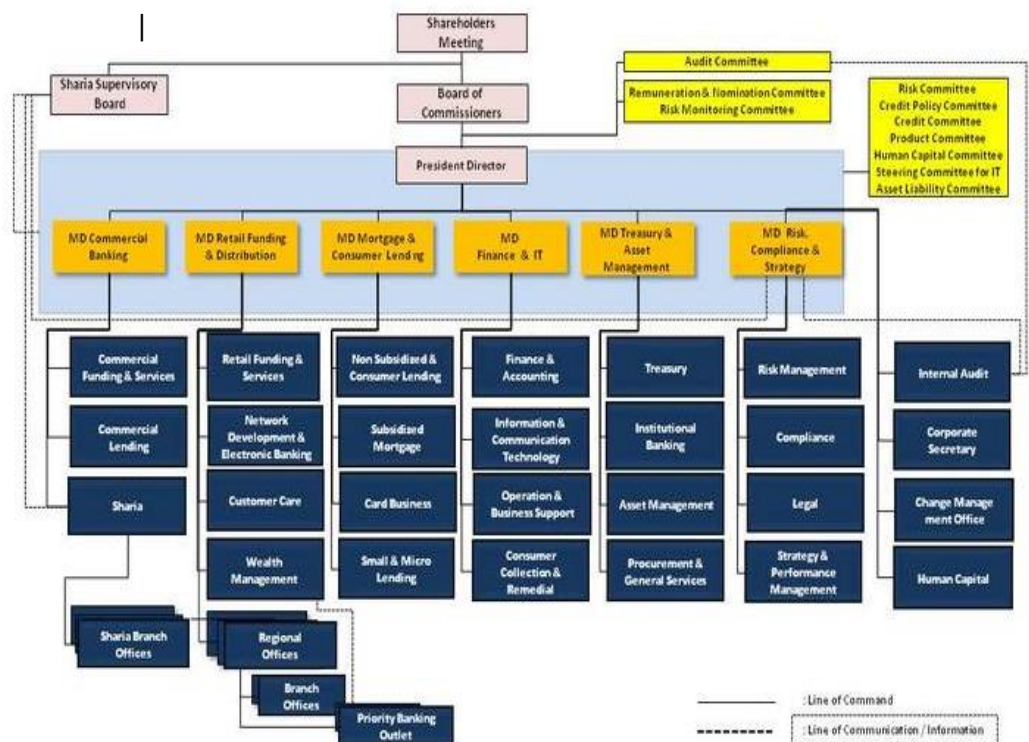 Shareholders
Meeting
Sharia Supervisory
Board
Board of
Commissioners
Audit Committee
Remuneration & Nomination Committee
Risk Monitoring Committee
Risk Committee
Credit Policy Committee
Credit Committee
Product Committee
Human Capital Committee
Steering Committee for IT
Asset Liability Committee
President Director
MD Commercial
Banking
MD Retail Funding
& Distribution
MD Mortgage &
Consumer Lending
MD
Finance & IT
MD Treasury &
Asset
Management
MD Risk,
Compliance &
Strategy
Commercial
Funding & Services
Retail Funding &
Services
Non Subsidized &
Consumer Lending
Finance &
Accounting
Treasury
Risk Management
Internal Audit
Commercial
Lending
Network
Development &
Electronic Banking
Subsidized
Mortgage
Information &
Communication
Technology
Institutional
Banking
Compliance
Corporate
Secretary
Sharia
Customer Care
Card Business
Operation &
Business Support
Asset Management
Legal
Change Manage
ment Office
Wealth
Management
Small & Micro
Lending
Consumer
Collection &
Remedial
Procurement &
General Services
Strategy &
Performance
Management
Human Capital
Sharia Branch
Offices
Regional
Offices
Branch
Offices
Priority Banking
Outlet
: Line of Command
: Line of Communication / Information